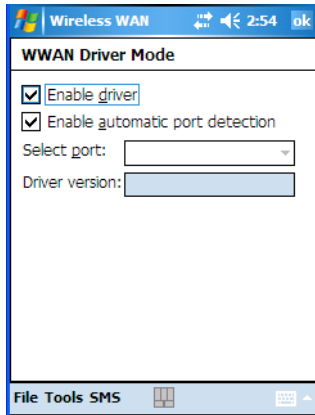 Wireless WAN 2:54 ok
WWAN Driver Mode
Enable driver
Enable automatic port detection
Select port:
Driver version:
File Tools SMS